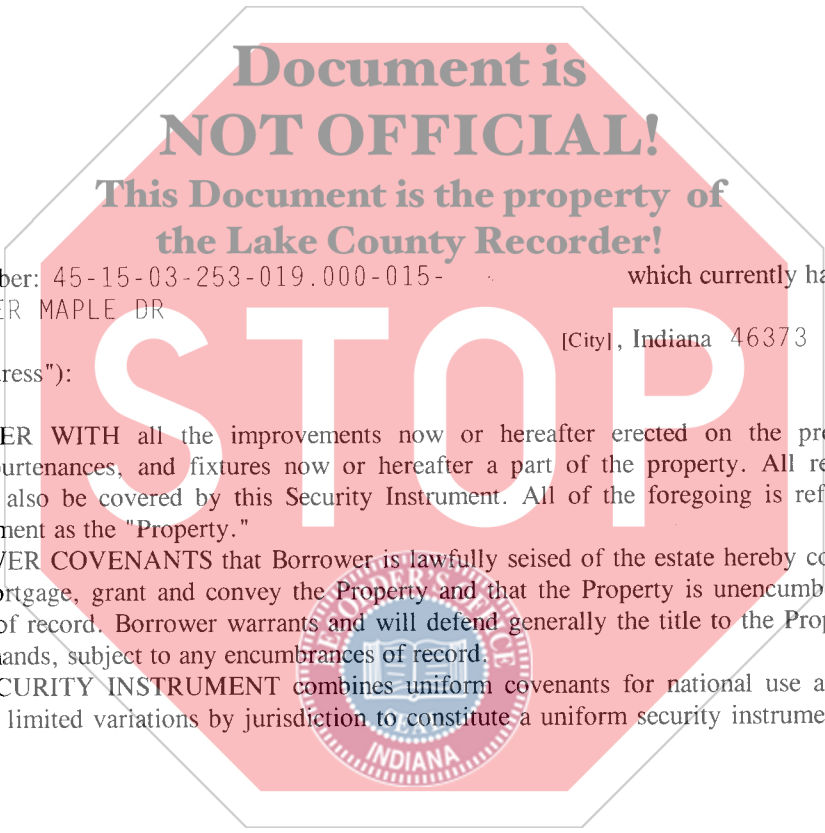 Document is
NOT OFFICIAL!
This Document is the property of
the Lake County Recorder!
ber: 45-15-03-253-019.000-015- which currently ha
ER MAPLE DR
[City], Indiana 46373
ress"):
STOP
ER WITH all the improvements now or hereafter erected on the pro
urtenances, and fixtures now or hereafter a part of the property. All re
also be covered by this Security Instrument. All of the foregoing is ref
ment as the "Property."
VER COVENANTS that Borrower is lawfully seised of the estate hereby co
ortgage, grant and convey the Property and that the Property is unencumb
of record. Borrower warrants and will defend generally the title to the Prop
ands, subject to any encumbrances of record.
CURITY INSTRUMENT combines uniform covenants for national use a
limited variations by jurisdiction to constitute a uniform security instrume
RECORDER'S OFFICE
SEAL
INDIANA